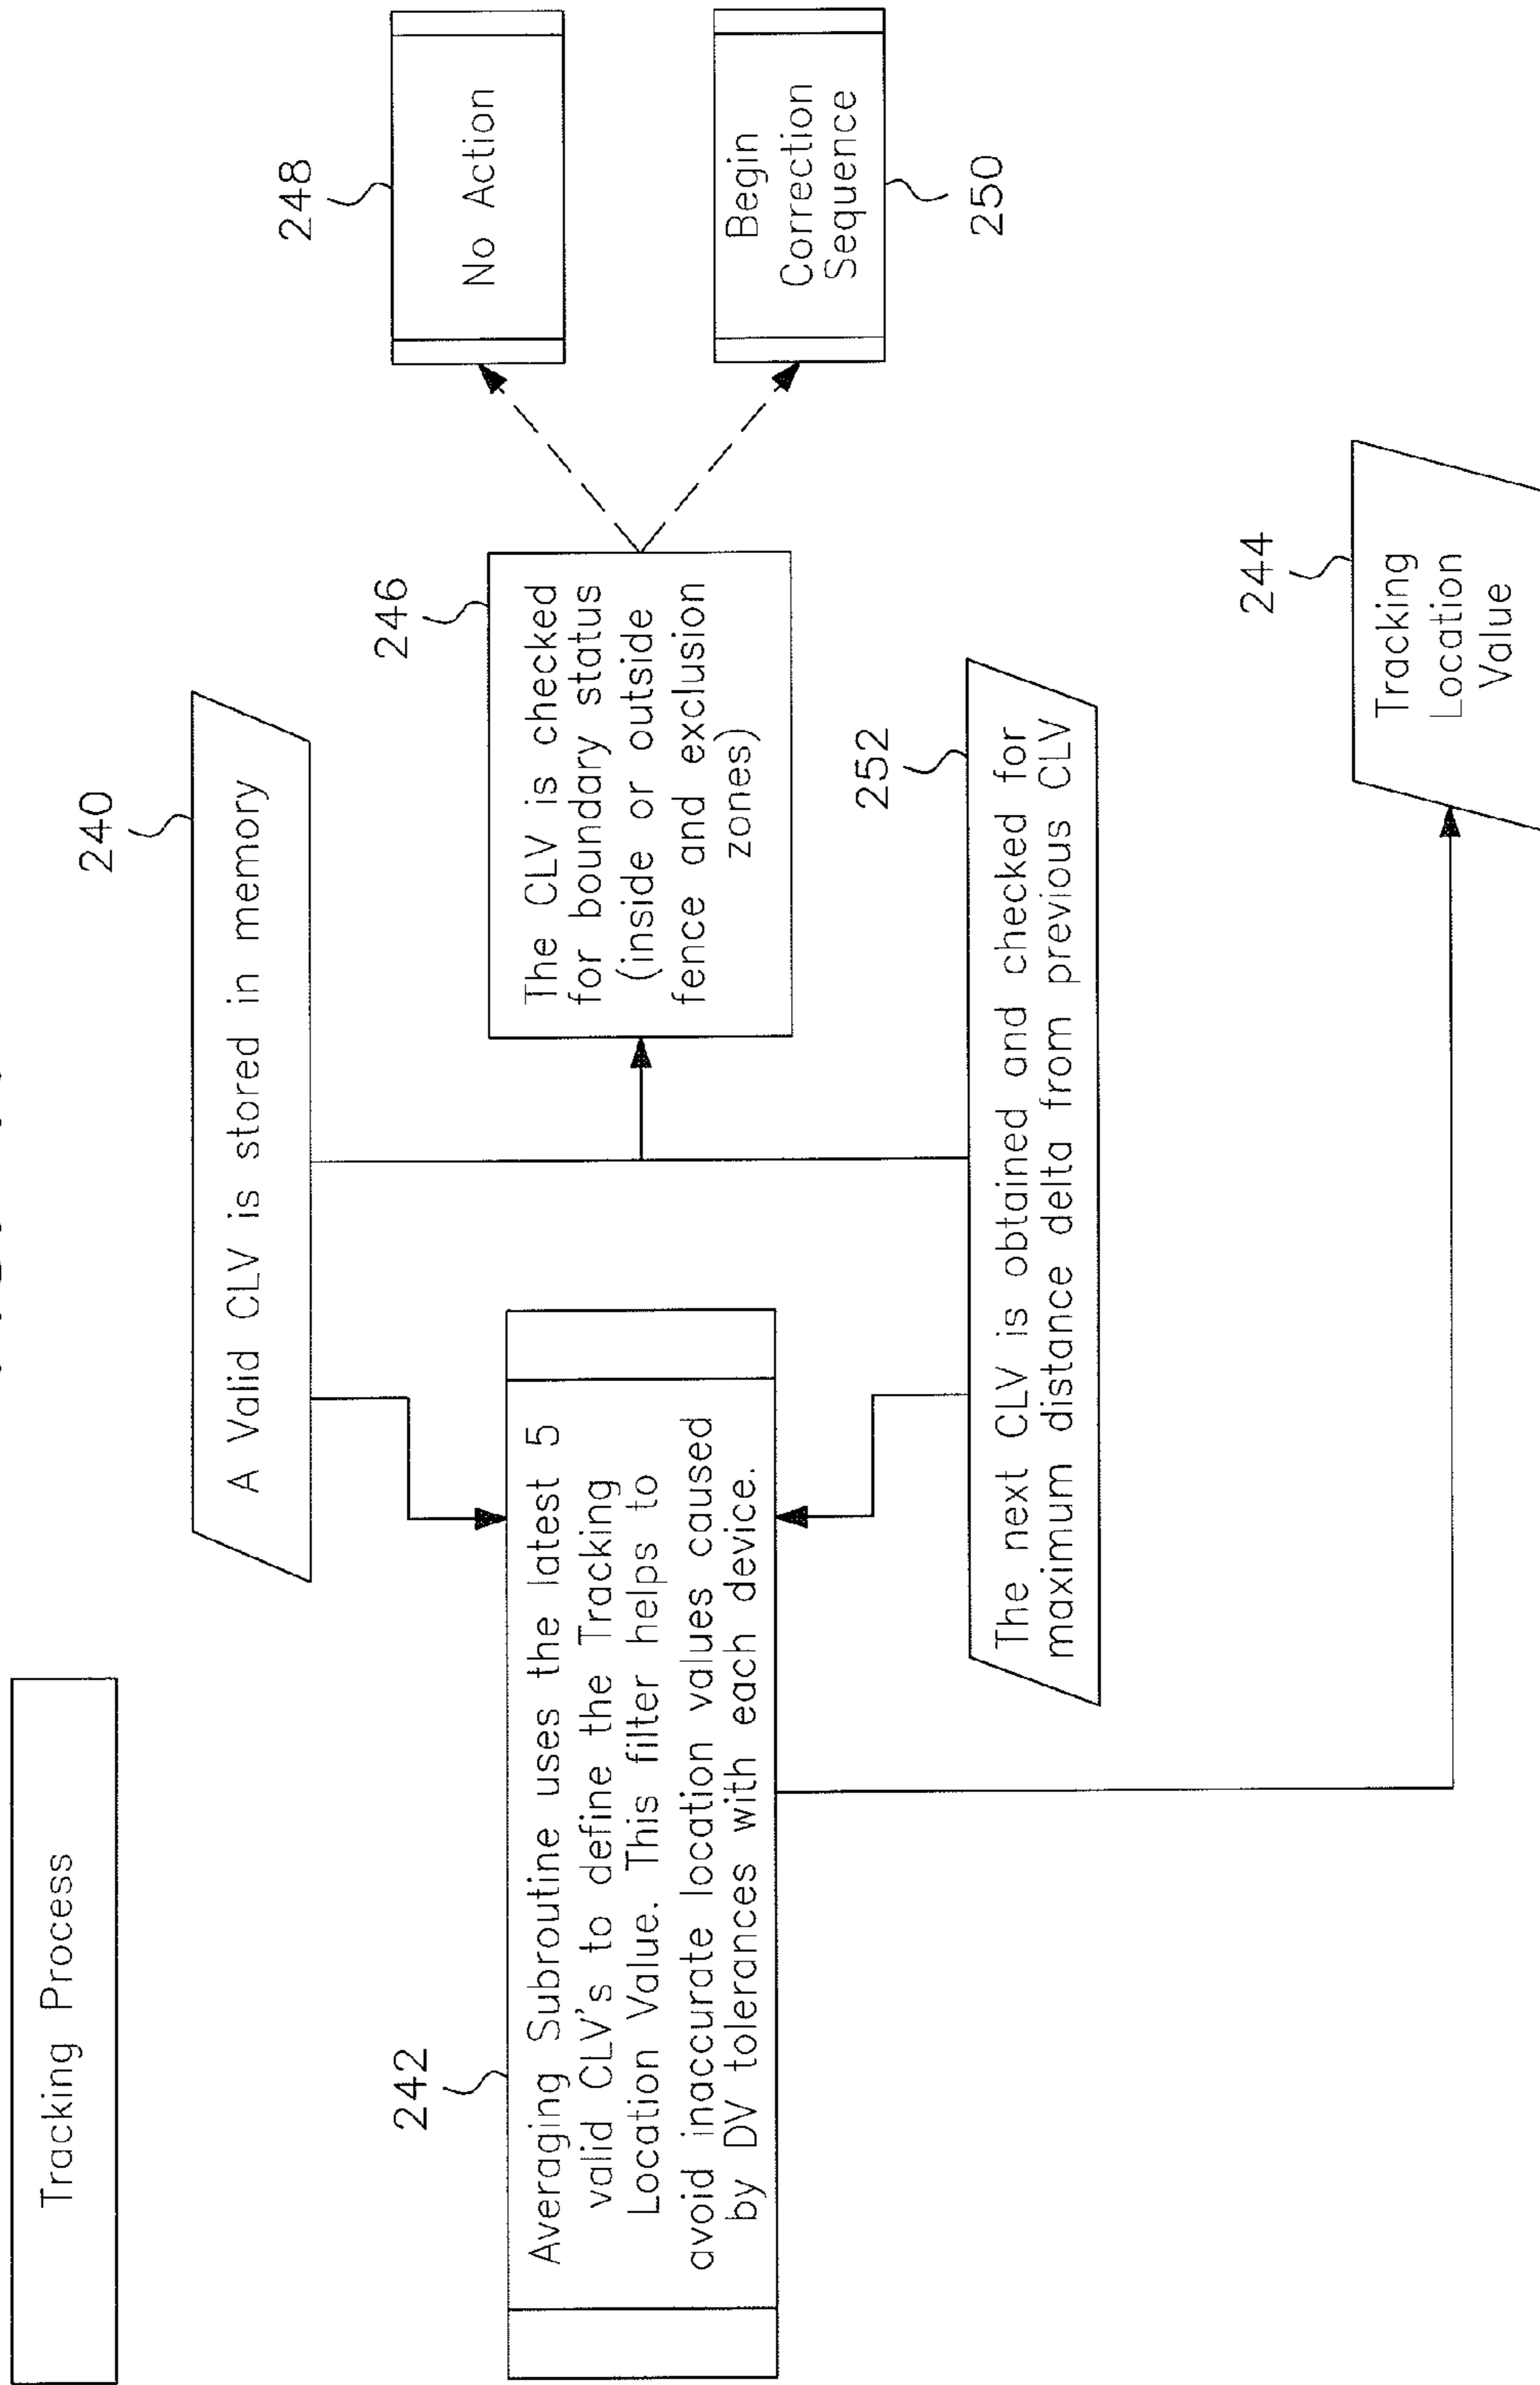 Tracking Process
240
A Valid CLV is stored in memory
242
Averaging Subroutine uses the latest 5
valid CLV's to define the Tracking
Location Value. This filter helps to
avoid inaccurate location values caused
by DV tolerances with each device.
246
The CLV is checked
for boundary status
(inside or outside
fence and exclusion
zones)
248
No Action
Begin
Correction
Sequence
250
252
The next CLV is obtained and checked for
maximum distance delta from previous CLV
244
Tracking
Location
Value